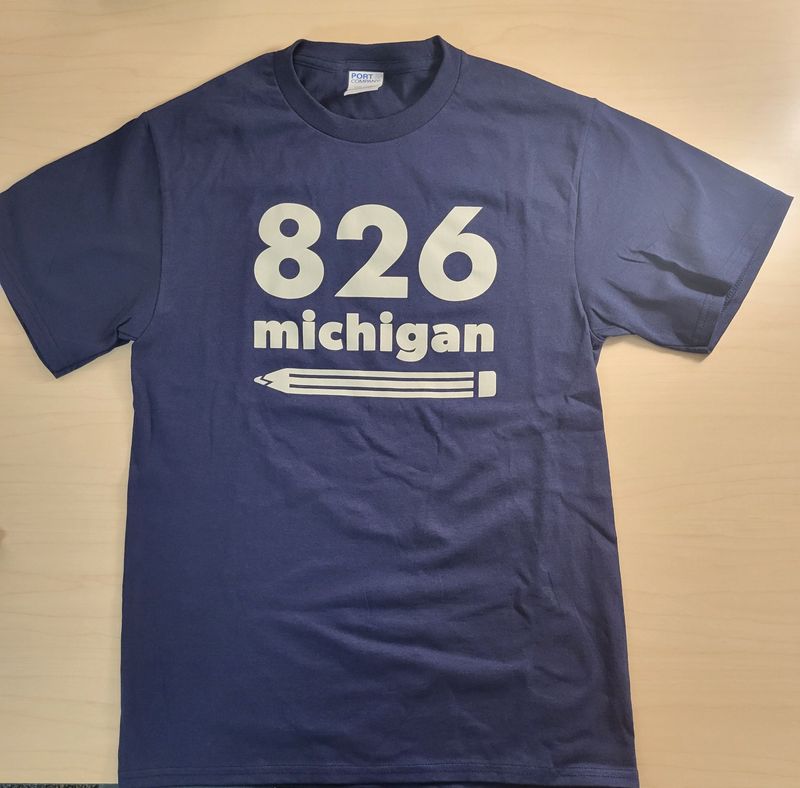 PORT
COMPANY
826
michigan